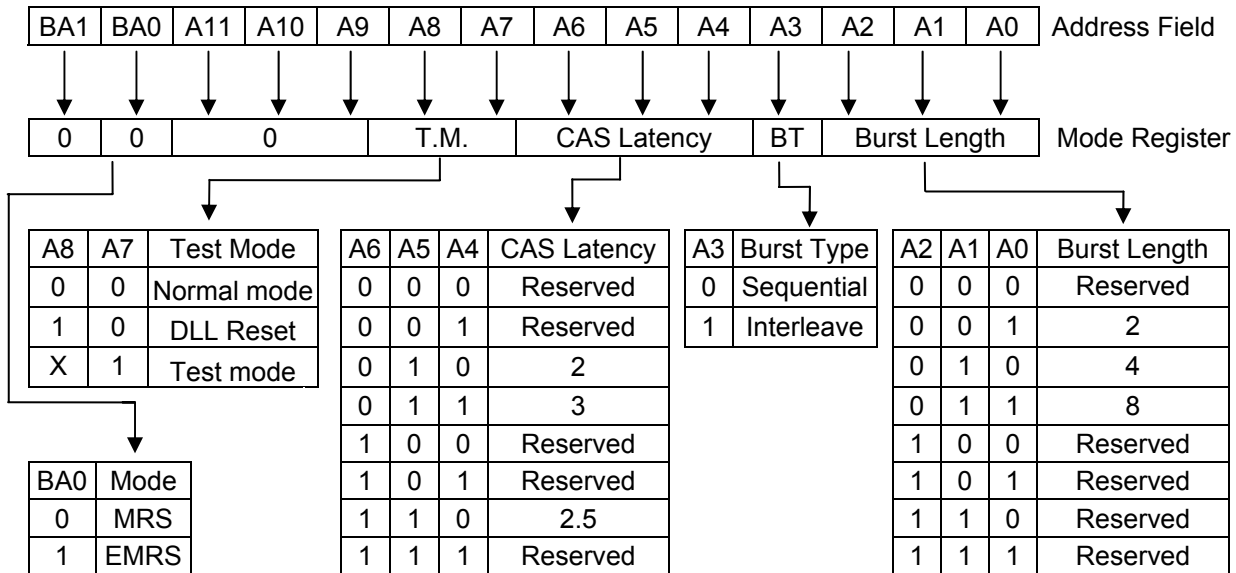 BA1 BA0 A11 A10 A9 A8 A7 A6 A5 A4 A3 A2 A1 A0 Address Field
0 0 0 T.M. CAS Latency BT Burst Length Mode Register
A8 A7 Test Mode
0 0 Normal mode
1 0 DLL Reset
X 1 Test mode
BA0 Mode
0 MRS
1 EMRS
A6 A5 A4 CAS Latency
0 0 0 Reserved
0 0 1 Reserved
0 1 0 2
0 1 1 3
1 0 0 Reserved
1 0 1 Reserved
1 1 0 2.5
1 1 1 Reserved
A3 Burst Type
0 Sequential
1 Interleave
A2 A1 A0 Burst Length
0 0 0 Reserved
0 0 1 2
0 1 0 4
0 1 1 8
1 0 0 Reserved
1 0 1 Reserved
1 1 0 Reserved
1 1 1 Reserved